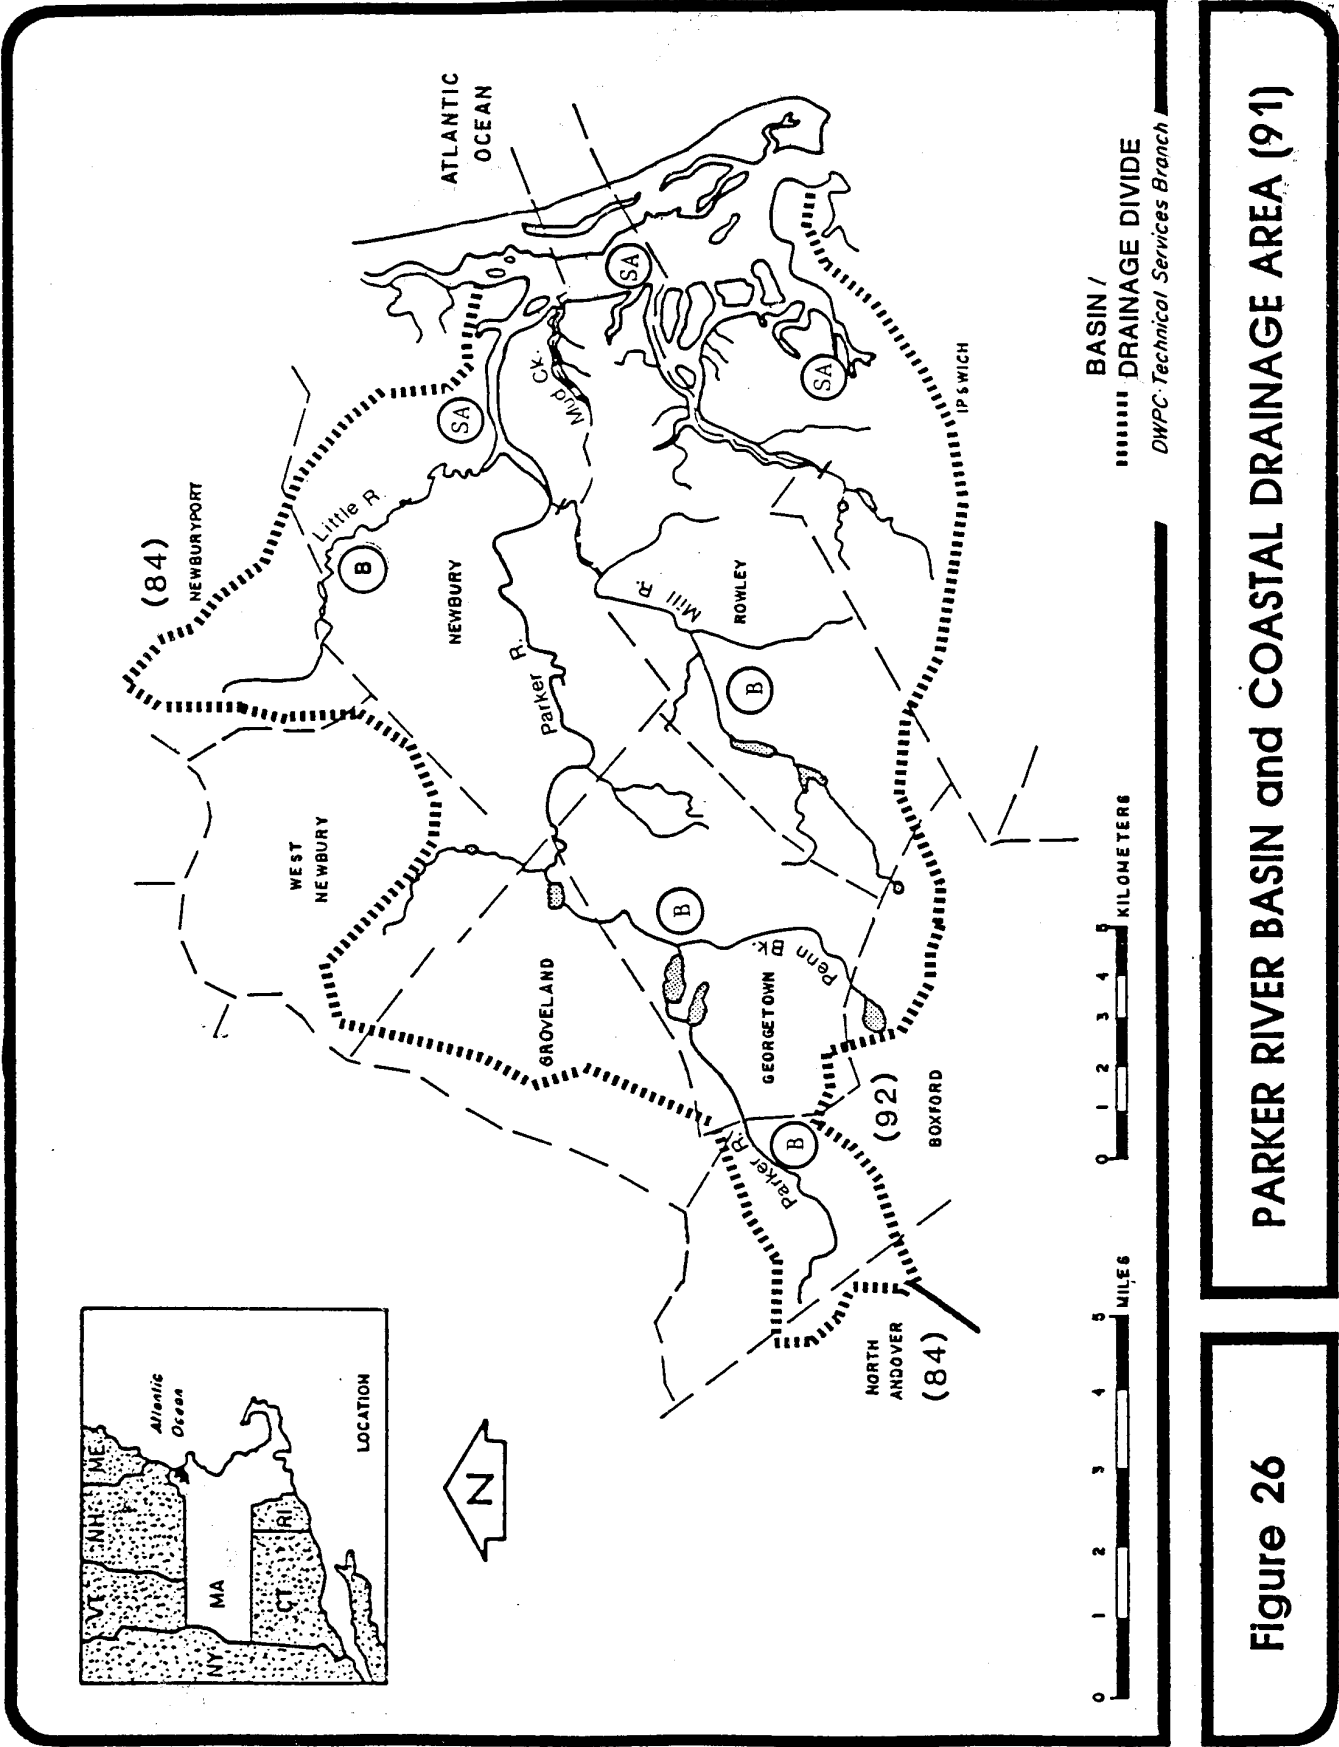 ATLANTIC
OCEAN
(84)
NEWBURYPORT
Little R.
B
SA
SA
SA
Mud Ck.
NEWBURY
Parker R.
Mill R.
ROWLEY
B
IPSWICH
WEST
NEWBURY
GROVELAND
B
Penn Bk.
GEORGETOWN
(92)
BOXFORD
Parker R.
B
NORTH
ANDOVER
(84)
Atlantic
Ocean
ME
NH
VT
MA
NY
CT
RI
LOCATION
N
BASIN /
DRAINAGE DIVIDE
DWPC-Technical Services Branch
0 1 2 3 4 5 MILES
0 1 2 3 4 5 KILOMETERS
Figure 26
PARKER RIVER BASIN and COASTAL DRAINAGE AREA (91)